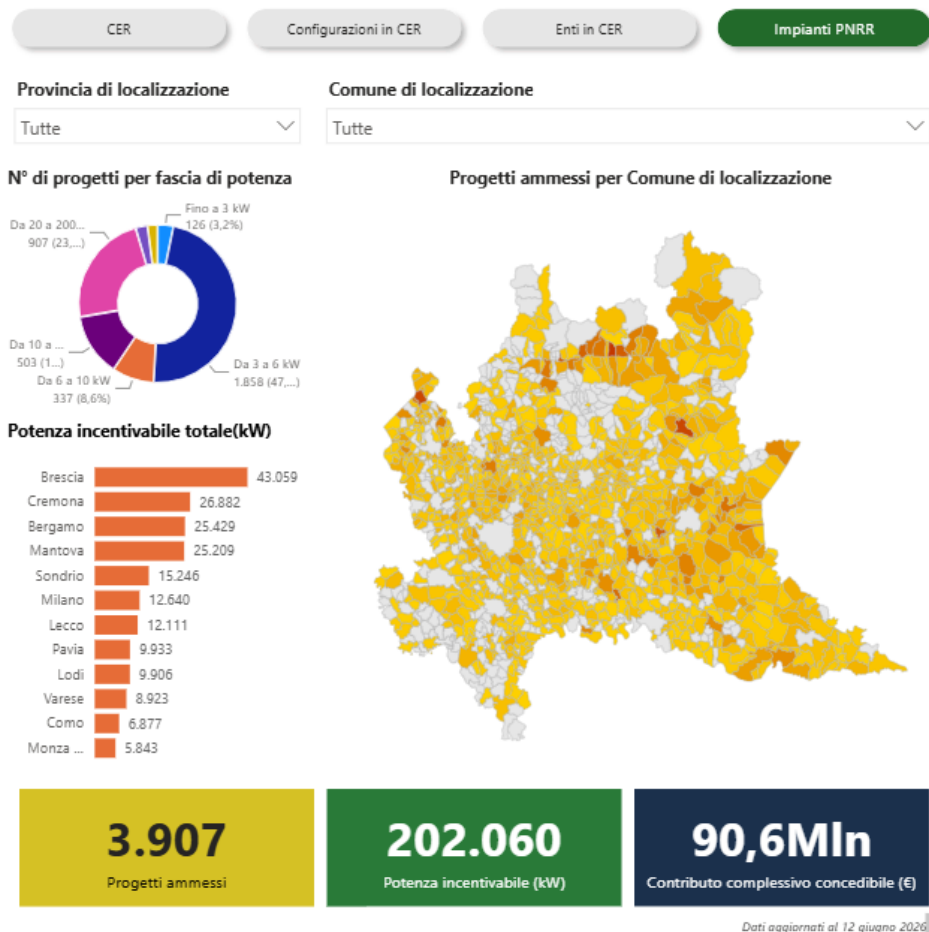 CER
Configurazioni in CER
Enti in CER
Impianti PNRR
Provincia di localizzazione
Comune di localizzazione
Tutte
Tutte
N° di progetti per fascia di potenza
Progetti ammessi per Comune di localizzazione
Fino a 3 kW
126 (3,2%)
Da 20 a 200...
907 (23,...)
Da 10 a ...
503 (1...)
Da 6 a 10 kW
337 (8,6%)
Da 3 a 6 kW
1.858 (47,...)
Potenza incentivabile totale(kW)
Brescia 43.059
Cremona 26.882
Bergamo 25.429
Mantova 25.209
Sondrio 15.246
Milano 12.640
Lecco 12.111
Pavia 9.933
Lodi 9.906
Varese 8.923
Como 6.877
Monza ... 5.843
3.907
Progetti ammessi
202.060
Potenza incentivabile (kW)
90,6Mln
Contributo complessivo concedibile (€)
Dati aggiornati al 12 giugno 2026